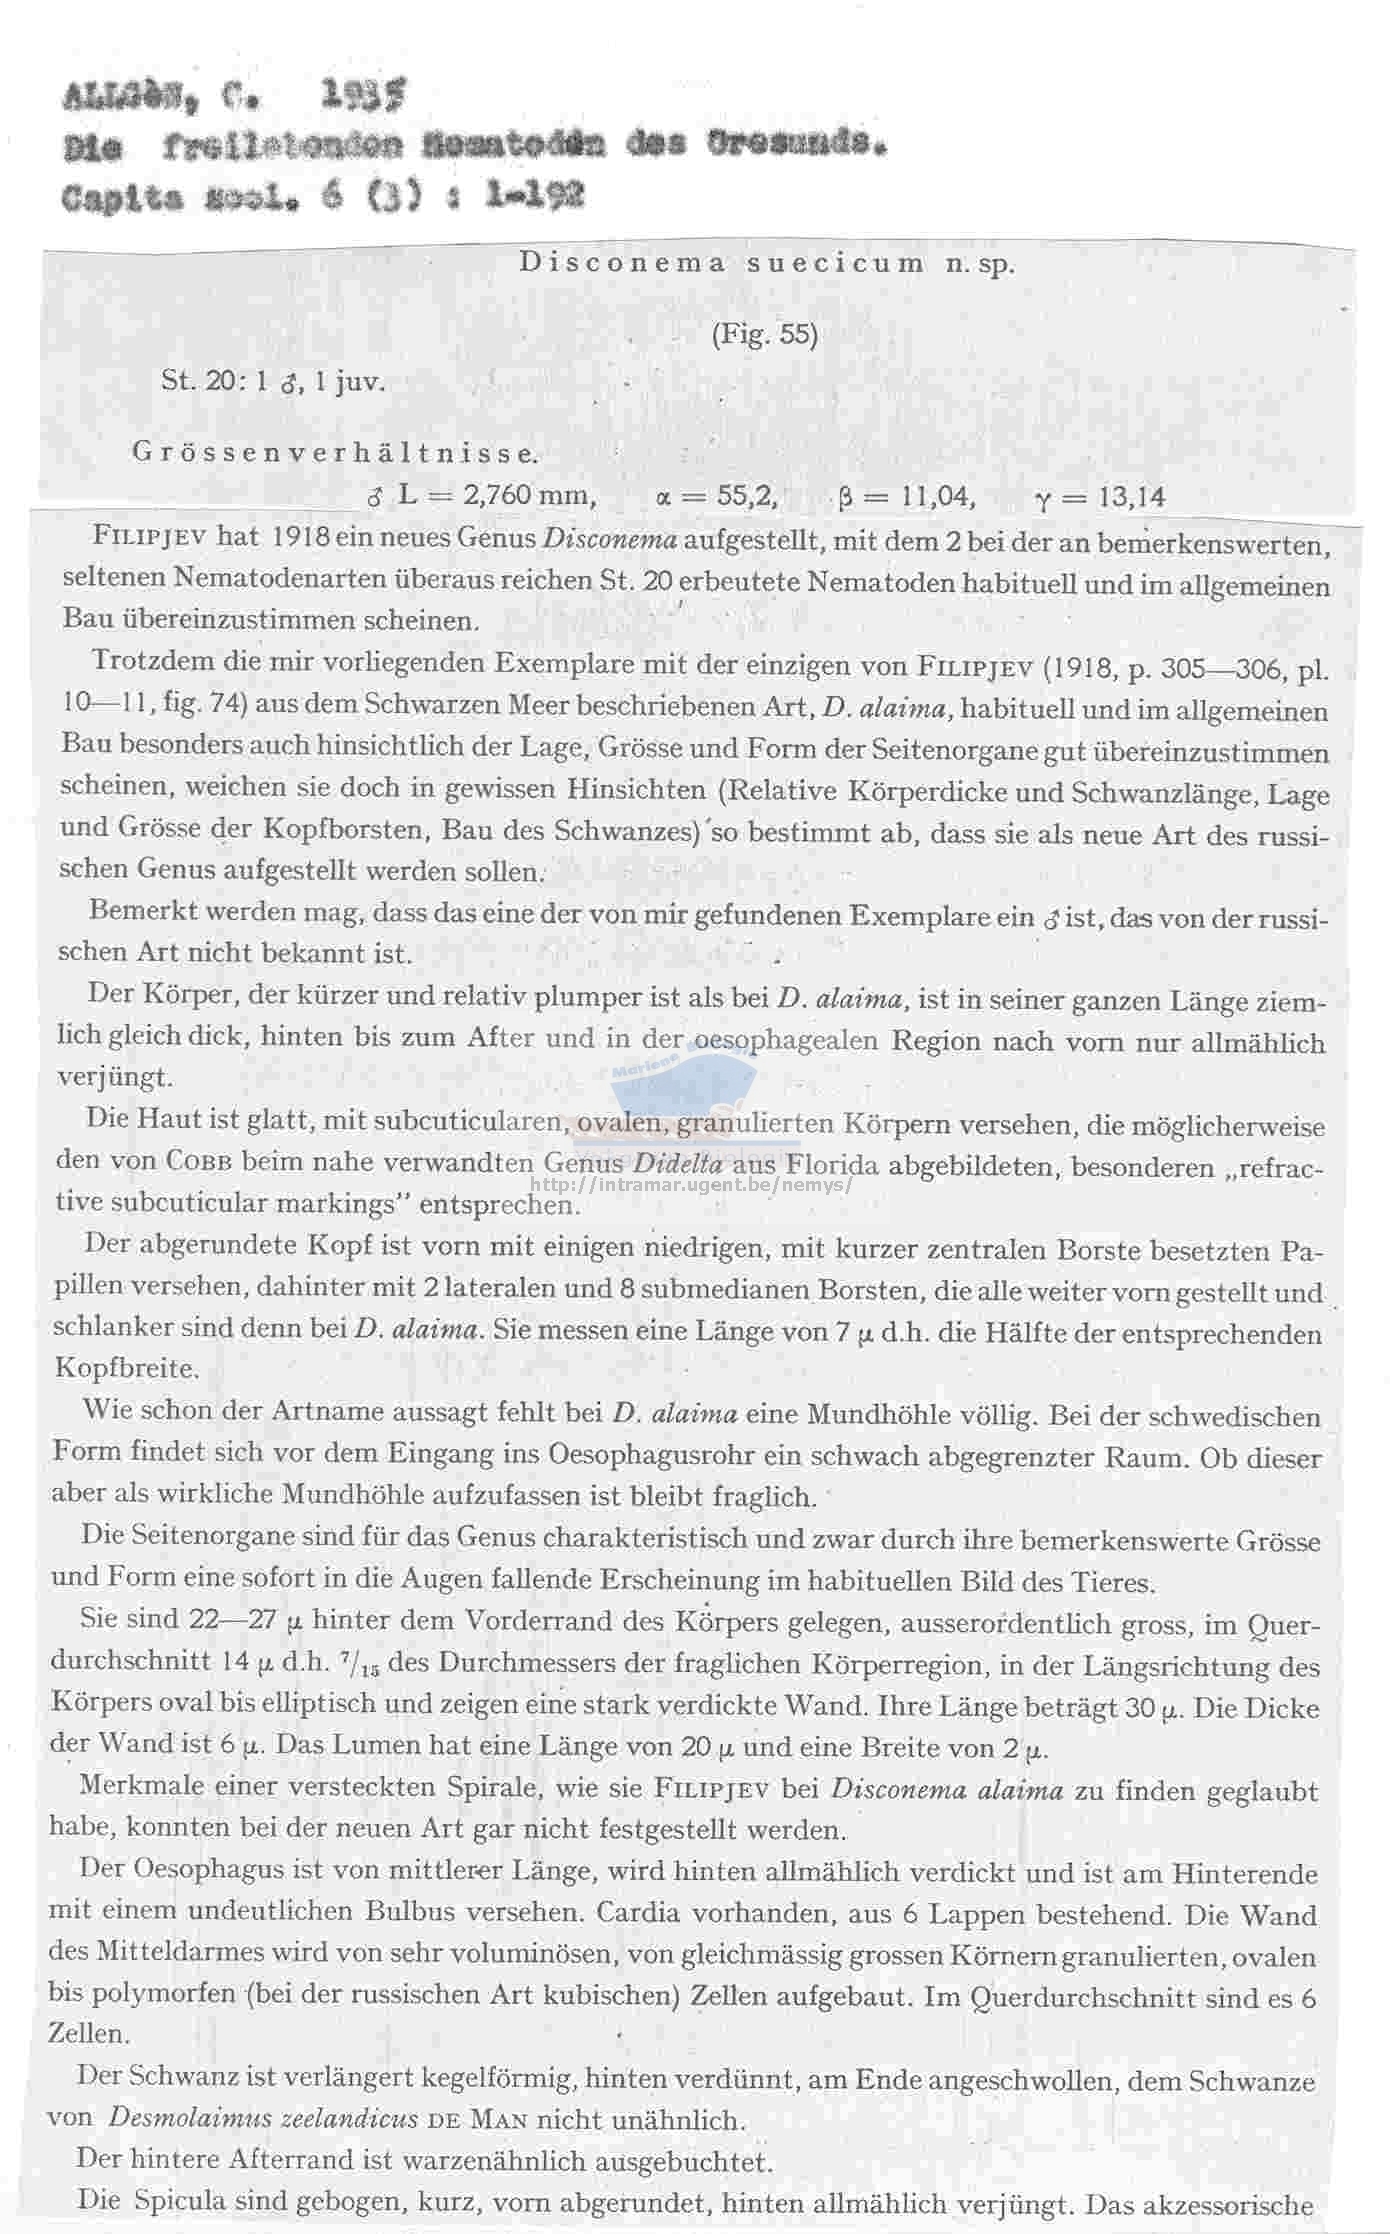 ALLGÈN, C. 1935
Die freilebenden Nematoden des Öresunds.
Capita zool. 6 (3) : 1-192
Disconema suecicum n. sp.
(Fig. 55)
St. 20: 1 ♂, 1 juv.
Grössenverhältnisse.
♂ L = 2,760 mm, α = 55,2, β = 11,04, γ = 13,14
FILIPJEV hat 1918 ein neues Genus Disconema aufgestellt, mit dem 2 bei der an bemerkenswerten,
seltenen Nematodenarten überaus reichen St. 20 erbeutete Nematoden habituell und im allgemeinen
Bau übereinzustimmen scheinen.
Trotzdem die mir vorliegenden Exemplare mit der einzigen von FILIPJEV (1918, p. 305—306, pl.
10—11, fig. 74) aus dem Schwarzen Meer beschriebenen Art, D. alaima, habituell und im allgemeinen
Bau besonders auch hinsichtlich der Lage, Grösse und Form der Seitenorgane gut übereinzustimmen
scheinen, weichen sie doch in gewissen Hinsichten (Relative Körperdicke und Schwanzlänge, Lage
und Grösse der Kopfborsten, Bau des Schwanzes) so bestimmt ab, dass sie als neue Art des russi-
schen Genus aufgestellt werden sollen.
Bemerkt werden mag, dass das eine der von mir gefundenen Exemplare ein ♂ ist, das von der russi-
schen Art nicht bekannt ist.
Der Körper, der kürzer und relativ plumper ist als bei D. alaima, ist in seiner ganzen Länge ziem-
lich gleich dick, hinten bis zum After und in der oesophagealen Region nach vorn nur allmählich
verjüngt.
Die Haut ist glatt, mit subcuticularen, ovalen, granulierten Körpern versehen, die möglicherweise
den von COBB beim nahe verwandten Genus Didelta aus Florida abgebildeten, besonderen „refrac-
http://intramar.ugent.be/nemys/
tive subcuticular markings” entsprechen.
Der abgerundete Kopf ist vorn mit einigen niedrigen, mit kurzer zentralen Borste besetzten Pa-
pillen versehen, dahinter mit 2 lateralen und 8 submedianen Borsten, die alle weiter vorn gestellt und
schlanker sind denn bei D. alaima. Sie messen eine Länge von 7 μ d.h. die Hälfte der entsprechenden
Kopfbreite.
Wie schon der Artname aussagt fehlt bei D. alaima eine Mundhöhle völlig. Bei der schwedischen
Form findet sich vor dem Eingang ins Oesophagusrohr ein schwach abgegrenzter Raum. Ob dieser
aber als wirkliche Mundhöhle aufzufassen ist bleibt fraglich.
Die Seitenorgane sind für das Genus charakteristisch und zwar durch ihre bemerkenswerte Grösse
und Form eine sofort in die Augen fallende Erscheinung im habituellen Bild des Tieres.
Sie sind 22—27 μ hinter dem Vorderrand des Körpers gelegen, ausserordentlich gross, im Quer-
durchschnitt 14 μ d.h. 7/15 des Durchmessers der fraglichen Körperregion, in der Längsrichtung des
Körpers oval bis elliptisch und zeigen eine stark verdickte Wand. Ihre Länge beträgt 30 μ. Die Dicke
der Wand ist 6 μ. Das Lumen hat eine Länge von 20 μ und eine Breite von 2 μ.
Merkmale einer versteckten Spirale, wie sie FILIPJEV bei Disconema alaima zu finden geglaubt
habe, konnten bei der neuen Art gar nicht festgestellt werden.
Der Oesophagus ist von mittlerer Länge, wird hinten allmählich verdickt und ist am Hinterende
mit einem undeutlichen Bulbus versehen. Cardia vorhanden, aus 6 Lappen bestehend. Die Wand
des Mitteldarmes wird von sehr voluminösen, von gleichmässig grossen Körnern granulierten, ovalen
bis polymorfen (bei der russischen Art kubischen) Zellen aufgebaut. Im Querdurchschnitt sind es 6
Zellen.
Der Schwanz ist verlängert kegelförmig, hinten verdünnt, am Ende angeschwollen, dem Schwanze
von Desmolaimus zeelandicus DE MAN nicht unähnlich.
Der hintere Afterrand ist warzenähnlich ausgebuchtet.
Die Spicula sind gebogen, kurz, vorn abgerundet, hinten allmählich verjüngt. Das akzessorische